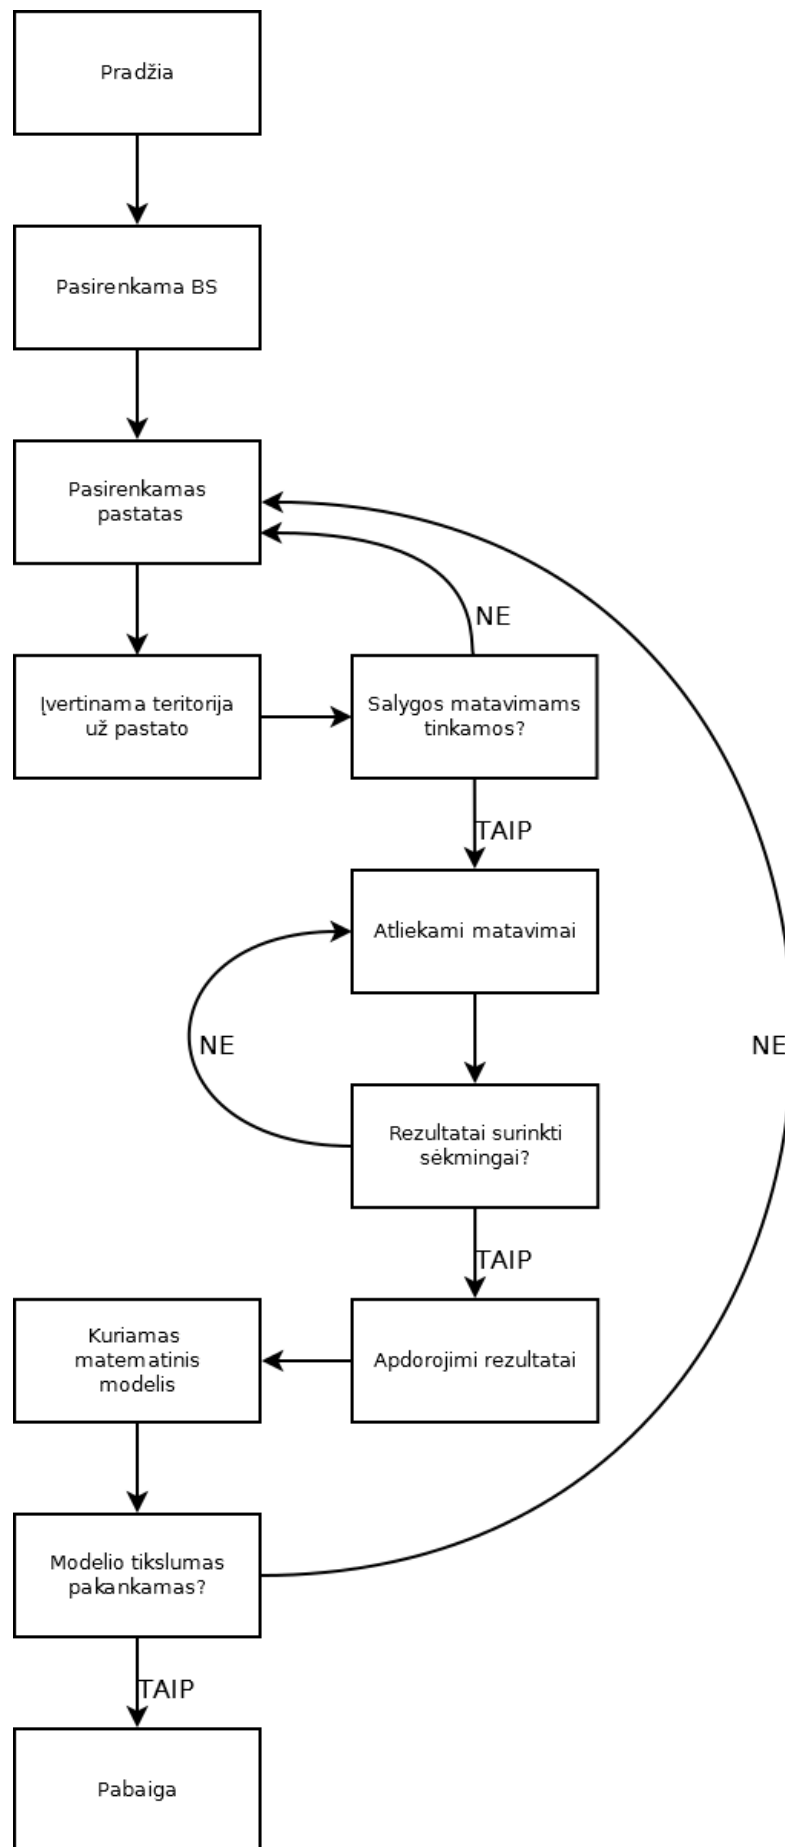 Pradžia
Pasirenkama BS
Pasirenkamas
pastatas
NE
Įvertinama teritorija
už pastato
Salygos matavimams
tinkamos?
TAIP
Atliekami matavimai
NE
NE
Rezultatai surinkti
sėkmingai?
TAIP
Kuriamas
matematinis
modelis
Apdorojimi rezultatai
Modelio tikslumas
pakankamas?
TAIP
Pabaiga